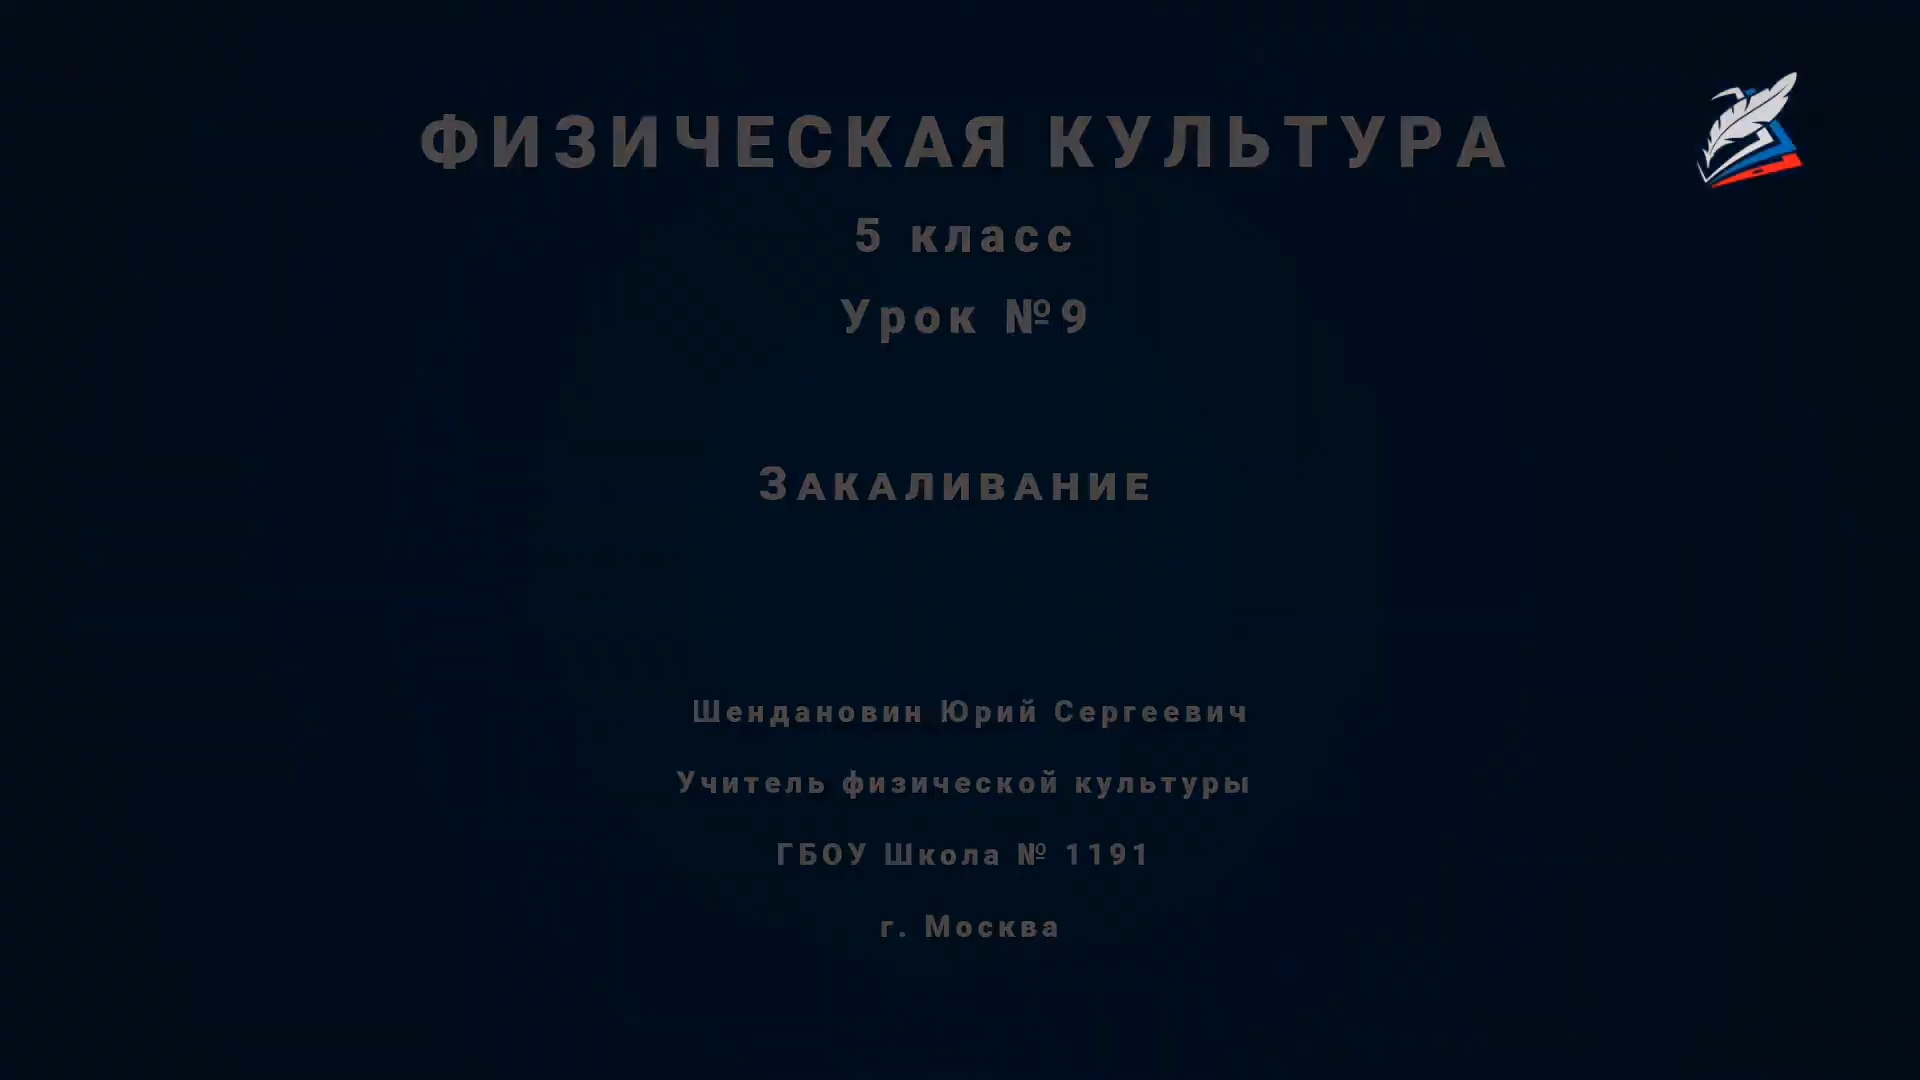 ФИЗИЧЕСКАЯ КУЛЬТУРА
5 класс
Урок №9
ЗАКАЛИВАНИЕ
Шендановин Юрий Сергеевич
Учитель физической культуры
ГБОУ Школа № 1191
г. Москва